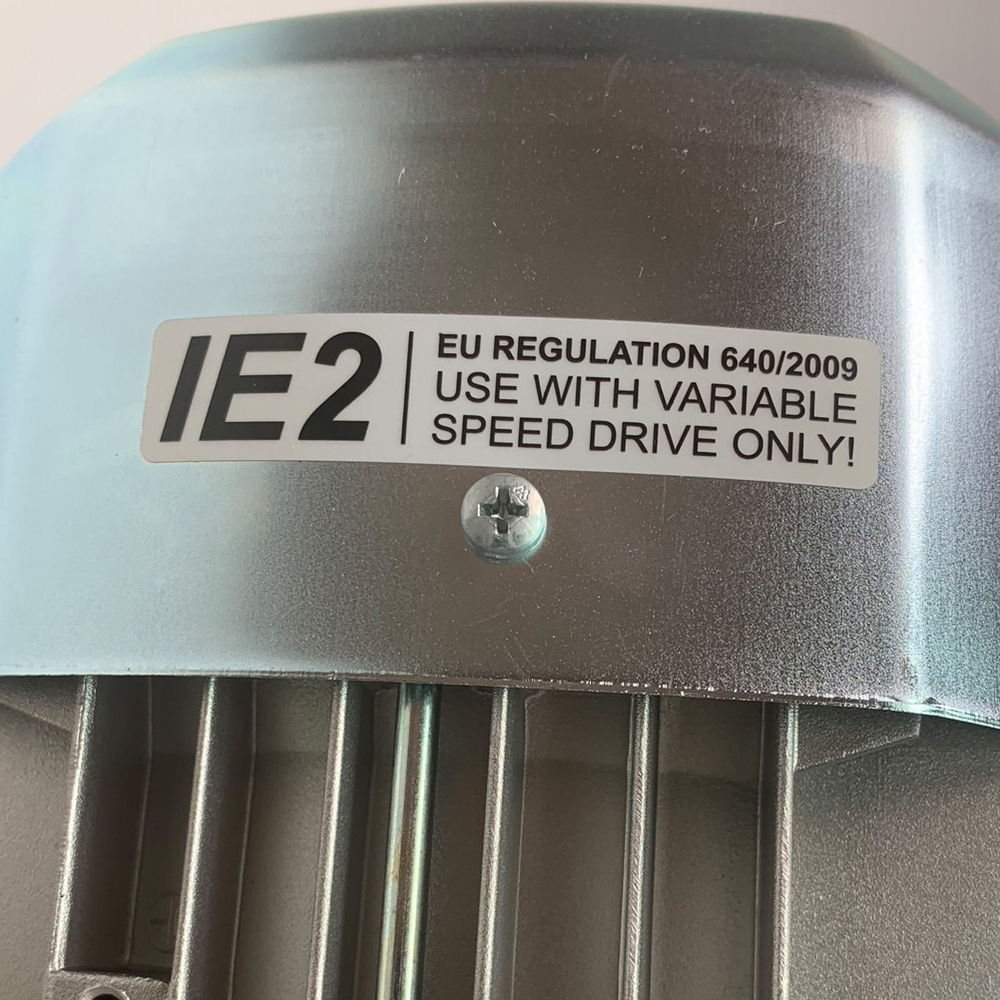 IE2
EU REGULATION 640/2009
USE WITH VARIABLE
SPEED DRIVE ONLY!